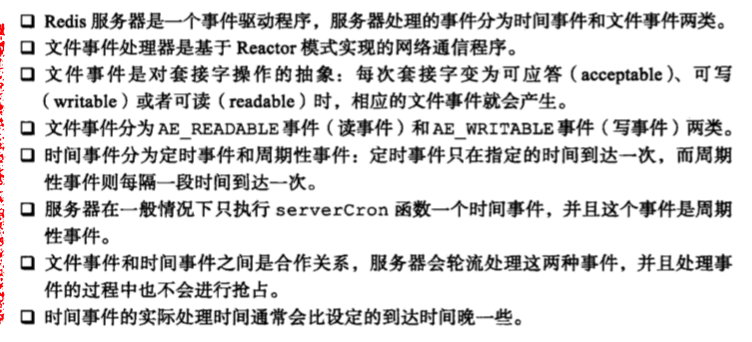 ❑ Redis 服务器是一个事件驱动程序，服务器处理的事件分为时间事件和文件事件两类。
❑ 文件事件处理器是基于 Reactor 模式实现的网络通信程序。
❑ 文件事件是对套接字操作的抽象：每次套接字变为可应答（acceptable）、可写
（writable）或者可读（readable）时，相应的文件事件就会产生。
❑ 文件事件分为 AE_READABLE 事件（读事件）和 AE_WRITABLE 事件（写事件）两类。
❑ 时间事件分为定时事件和周期性事件：定时事件只在指定的时间到达一次，而周期
性事件则每隔一段时间到达一次。
❑ 服务器在一般情况下只执行 serverCron 函数一个时间事件，并且这个事件是周期
性事件。
❑ 文件事件和时间事件之间是合作关系，服务器会轮流处理这两种事件，并且处理事
件的过程中也不会进行抢占。
❑ 时间事件的实际处理时间通常会比设定的到达时间晚一些。